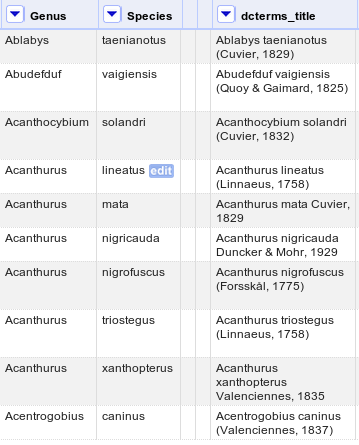 Genus Species dcterms_title
Ablabys taenianotus Ablabys taenianotus
(Cuvier, 1829)
Abudefduf vaigiensis Abudefduf vaigiensis
(Quoy & Gaimard, 1825)
Acanthocybium solandri Acanthocybium solandri
(Cuvier, 1832)
Acanthurus lineatus edit Acanthurus lineatus
(Linnaeus, 1758)
Acanthurus mata Acanthurus mata Cuvier,
1829
Acanthurus nigricauda Acanthurus nigricauda
Duncker & Mohr, 1929
Acanthurus nigrofuscus Acanthurus nigrofuscus
(Forsskål, 1775)
Acanthurus triostegus Acanthurus triostegus
(Linnaeus, 1758)
Acanthurus xanthopterus Acanthurus
xanthopterus
Valenciennes, 1835
Acentrogobius caninus Acentrogobius caninus
(Valenciennes, 1837)